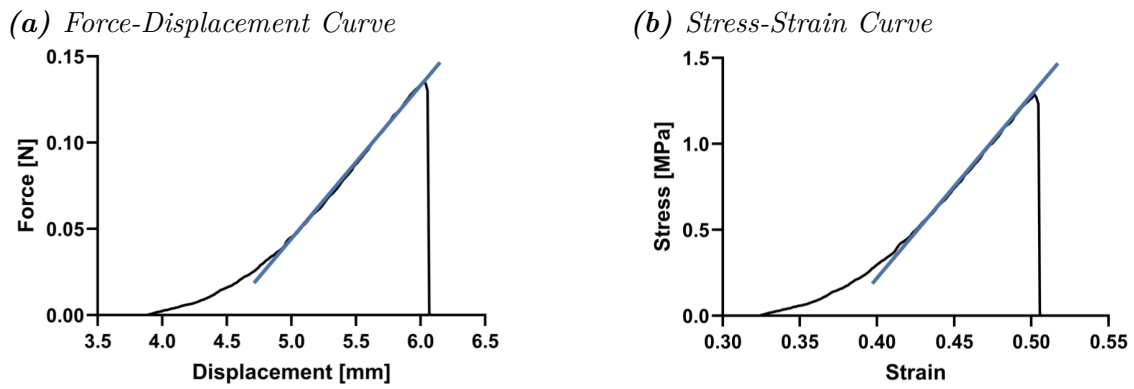 (a) Force-Displacement Curve
0.15
0.10
0.05
0.00
Force [N]
3.5 4.0 4.5 5.0 5.5 6.0 6.5
Displacement [mm]
(b) Stress-Strain Curve
1.5
1.0
0.5
0.0
Stress [MPa]
0.30 0.35 0.40 0.45 0.50 0.55
Strain